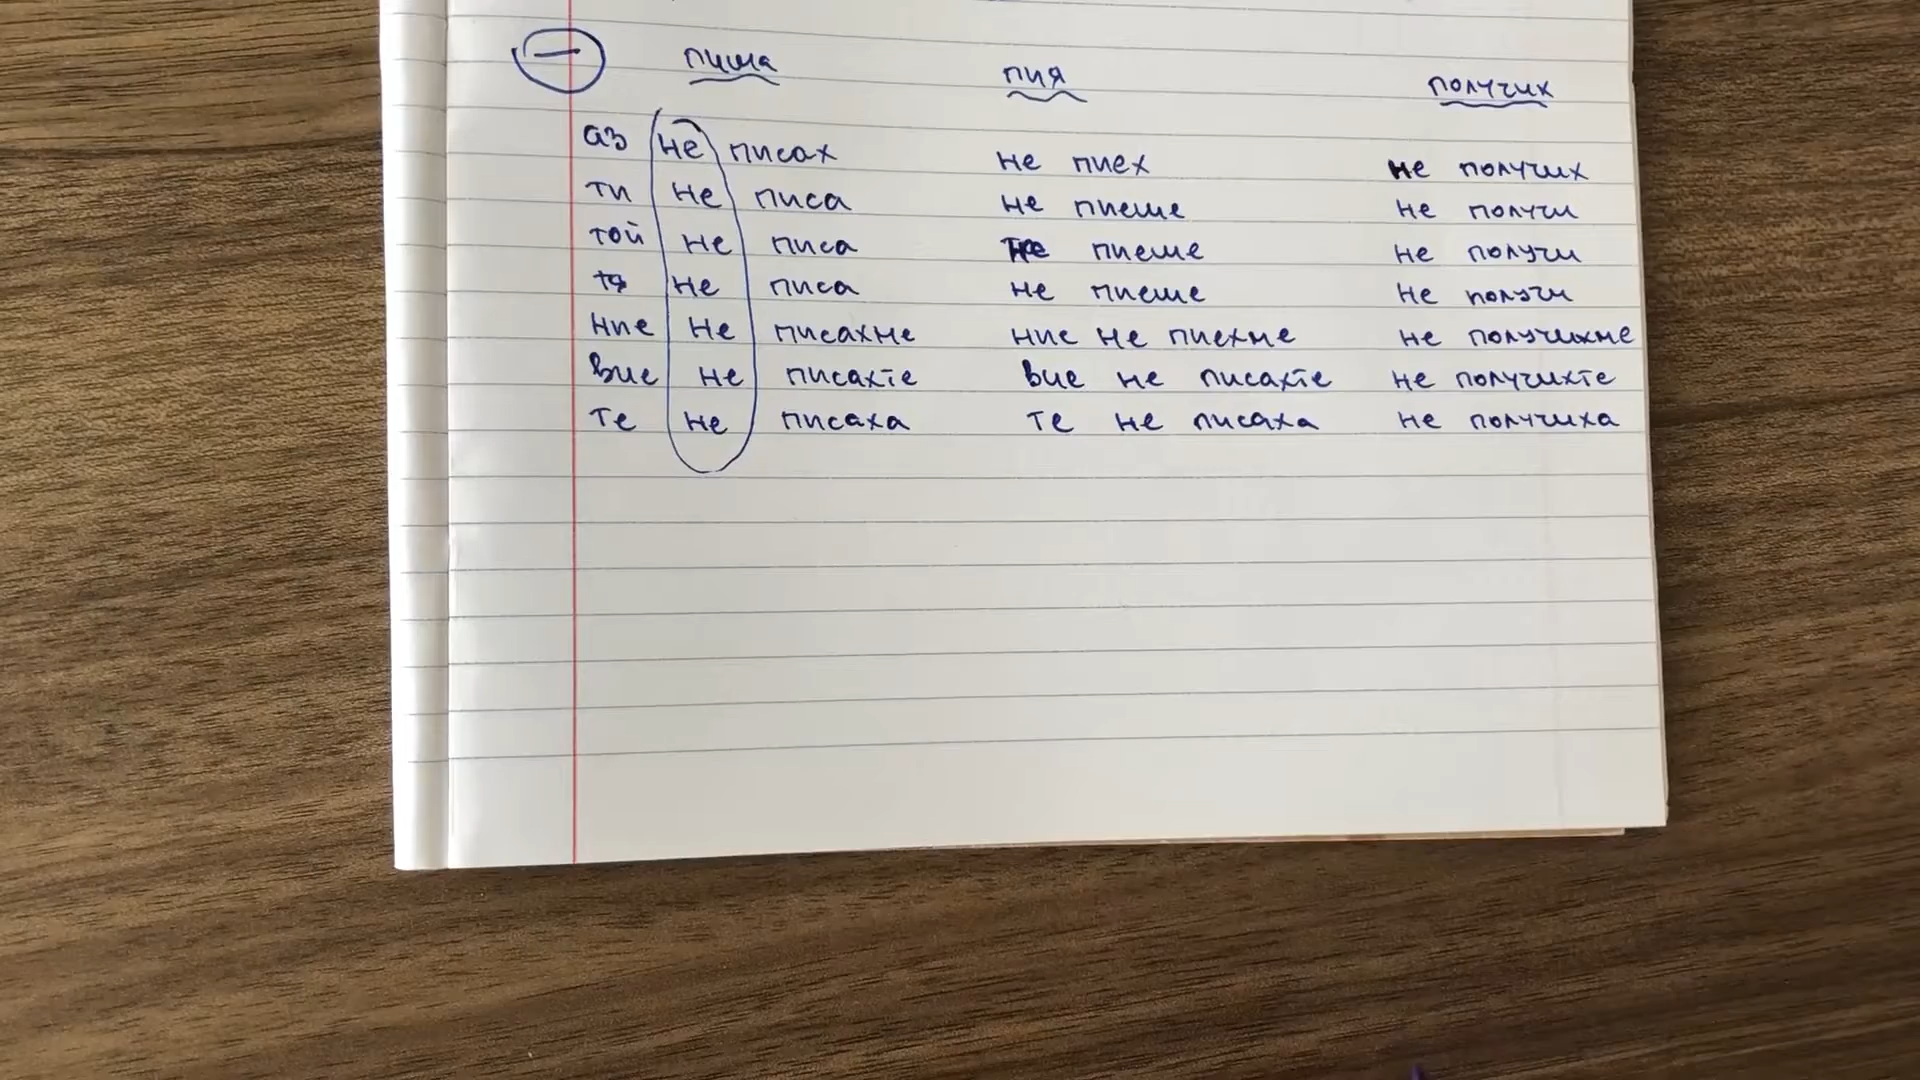 − пиша пия получих
аз не писах не пиех не получих
ти не писа не пиеше не получи
той не писа не пиеше не получи
тя не писа не пиеше не получи
ние не писахме ние не пиехме не получихме
вие не писахте вие не писахте не получихте
те не писаха те не писаха не получиха